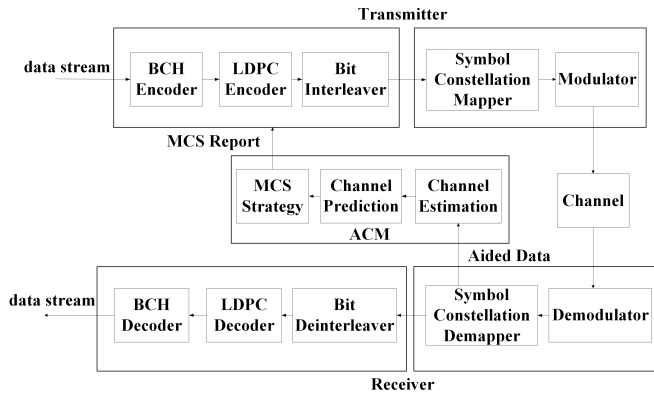 Transmitter
data stream
BCH
Encoder
LDPC
Encoder
Bit
Interleaver
Symbol
Constellation
Mapper
Modulator
MCS Report
MCS
Strategy
Channel
Prediction
Channel
Estimation
ACM
Channel
Aided Data
data stream
BCH
Decoder
LDPC
Decoder
Bit
Deinterleaver
Symbol
Constellation
Demapper
Demodulator
Receiver